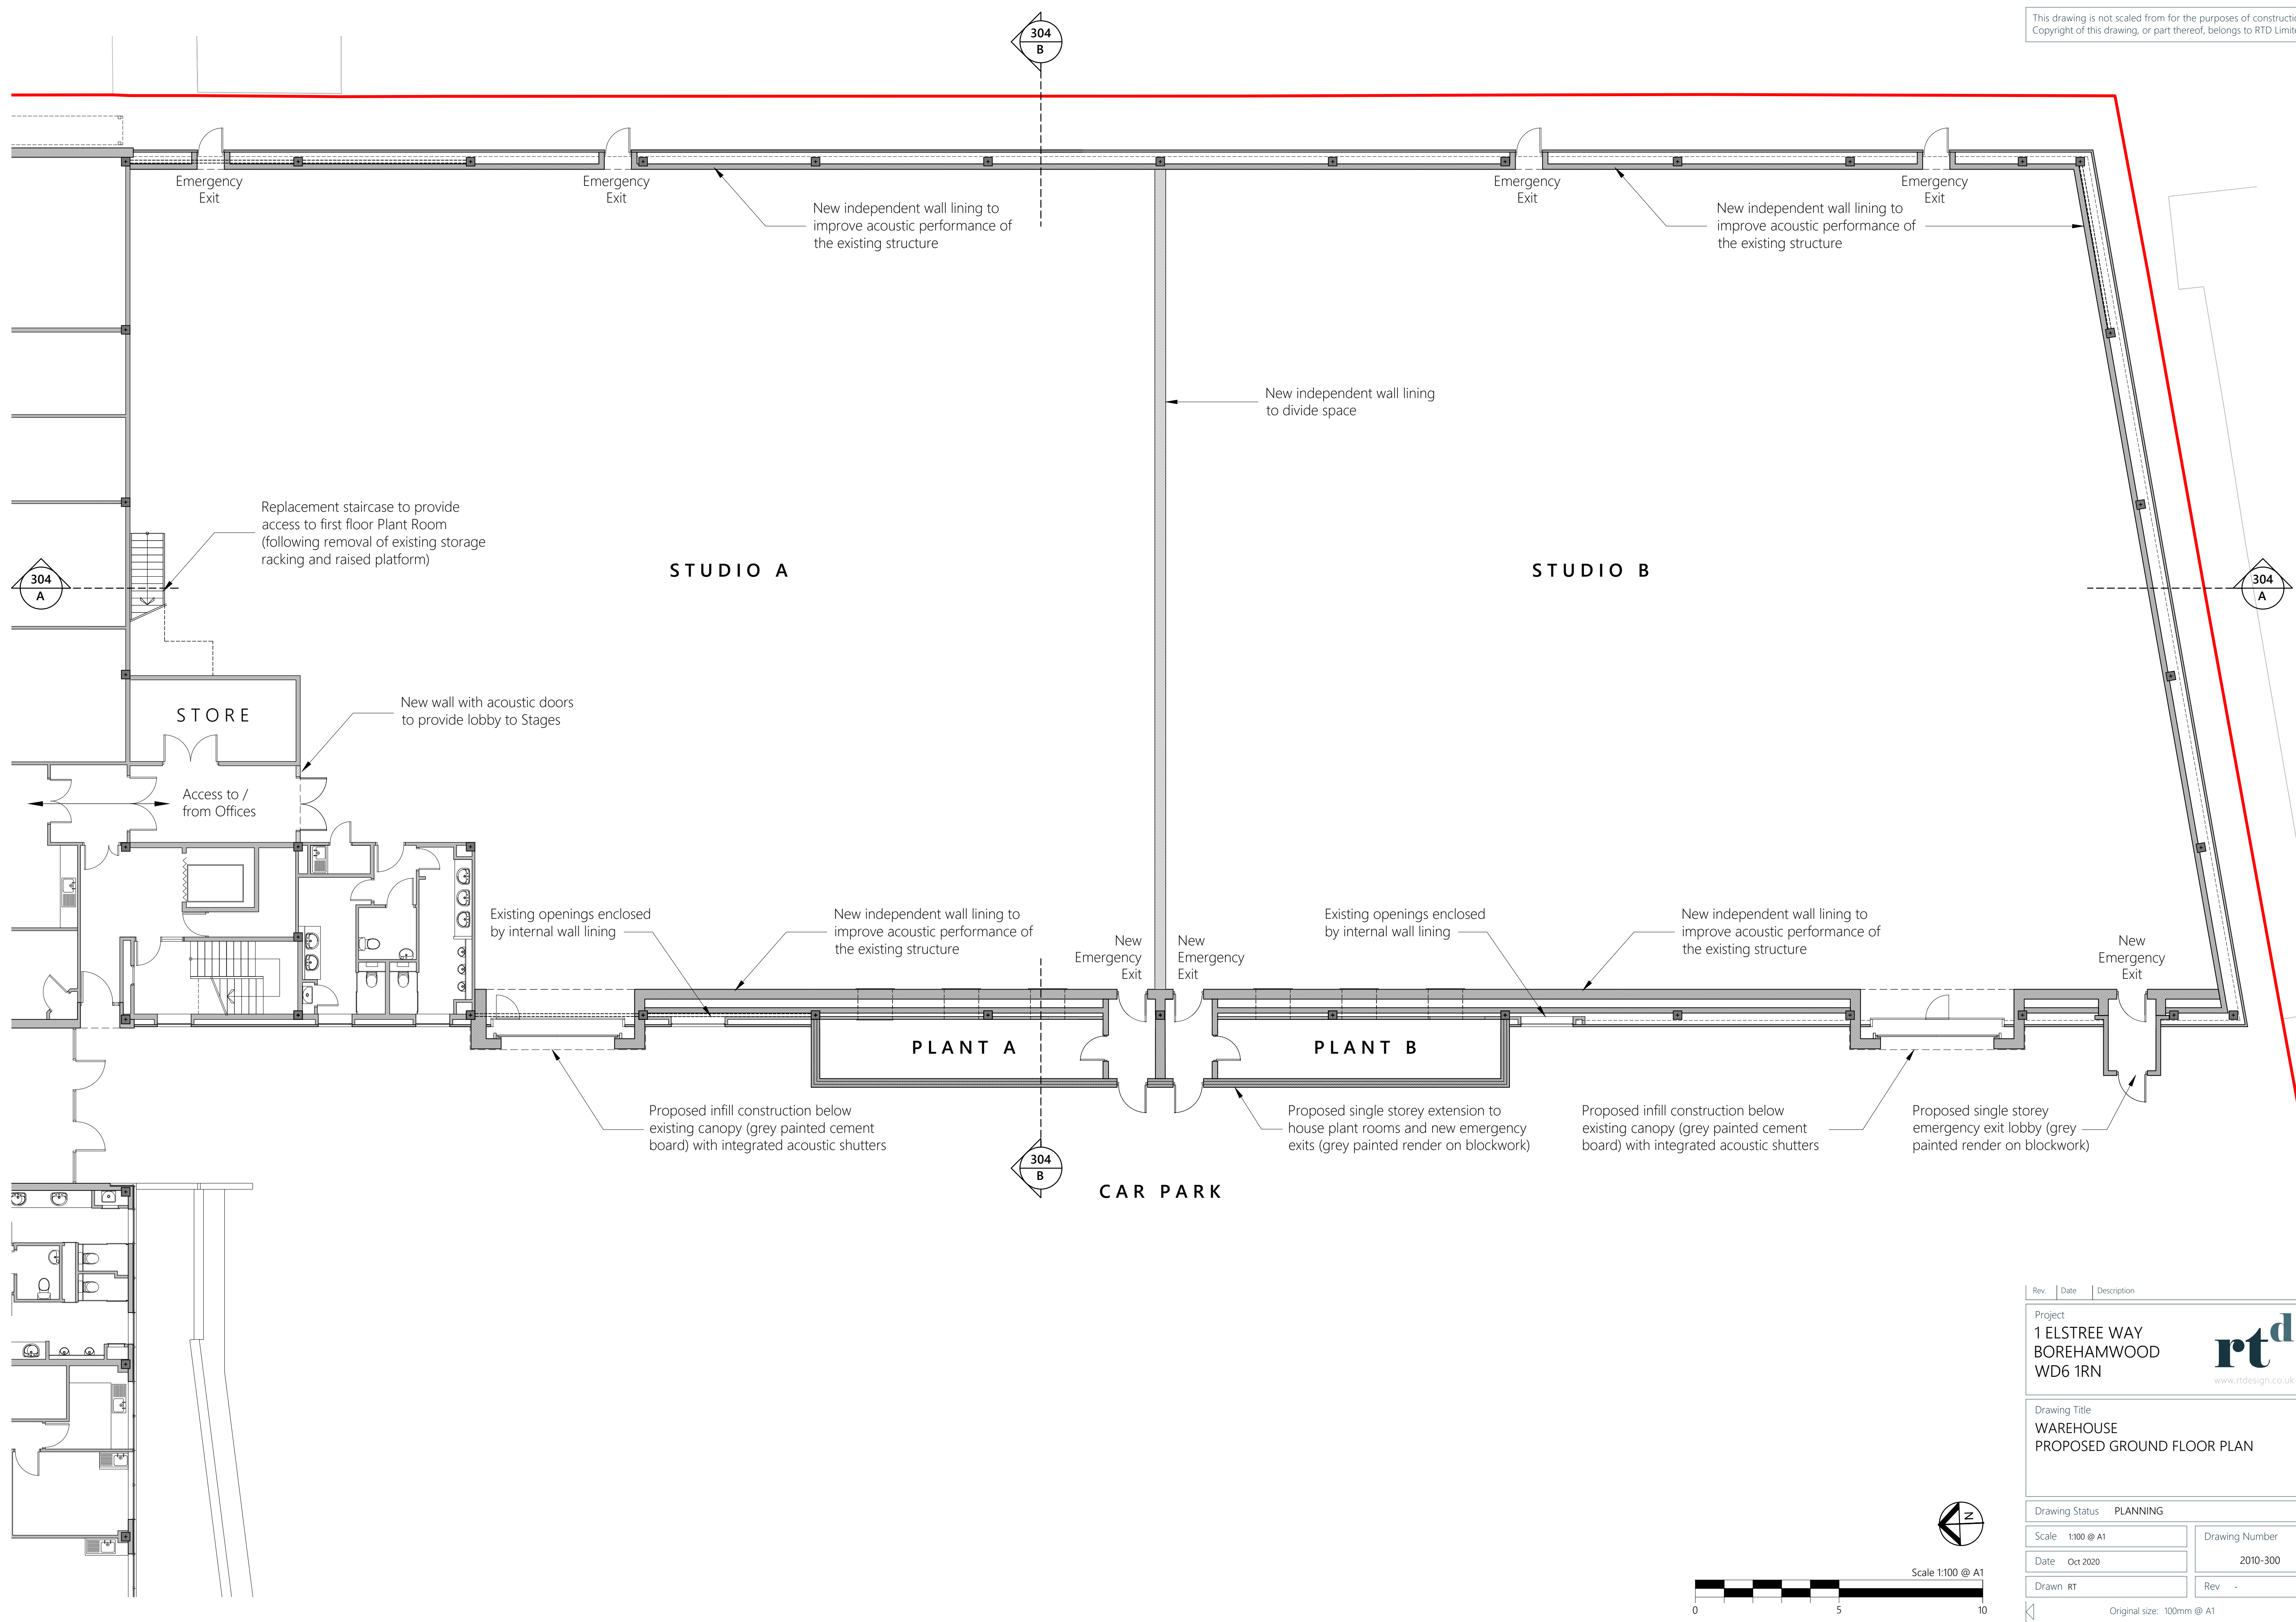 This drawing is not scaled from for the purposes of
Copyright of this drawing, or part thereof, belongs to RTD
304
B
Emergency
Exit
Emergency
Exit
Emergency
Exit
Emergency
Exit
New independent wall lining to
improve acoustic performance of
the existing structure
New independent wall lining to
improve acoustic performance of
the existing structure
New independent wall lining
to divide space
Replacement staircase to provide
access to first floor Plant Room
(following removal of existing storage
racking and raised platform)
304
A
STUDIO A
STUDIO B
304
A
STORE
New wall with acoustic doors
to provide lobby to Stages
Access to /
from Offices
Existing openings enclosed
by internal wall lining
New independent wall lining to
improve acoustic performance of
the existing structure
New
Emergency
Exit
New
Emergency
Exit
Existing openings enclosed
by internal wall lining
New independent wall lining to
improve acoustic performance of
the existing structure
New
Emergency
Exit
PLANT A
PLANT B
Proposed infill construction below
existing canopy (grey painted cement
board) with integrated acoustic shutters
304
B
Proposed single storey extension to
house plant rooms and new emergency
exits (grey painted render on blockwork)
Proposed infill construction below
existing canopy (grey painted cement
board) with integrated acoustic shutters
Proposed single storey
emergency exit lobby (grey
painted render on blockwork)
CAR PARK
Rev. Date Description
Project
1 ELSTREE WAY
BOREHAMWOOD
WD6 1RN
rtd
www.rtdesign.co.uk
Drawing Title
WAREHOUSE
PROPOSED GROUND FLOOR PLAN
Drawing Status PLANNING
Scale 1:100 @ A1
Drawing Number
2010-300
Date Oct 2020
Drawn RT
Rev -
Original size: 100mm @ A1
N
Scale 1:100 @ A1
0 5 10